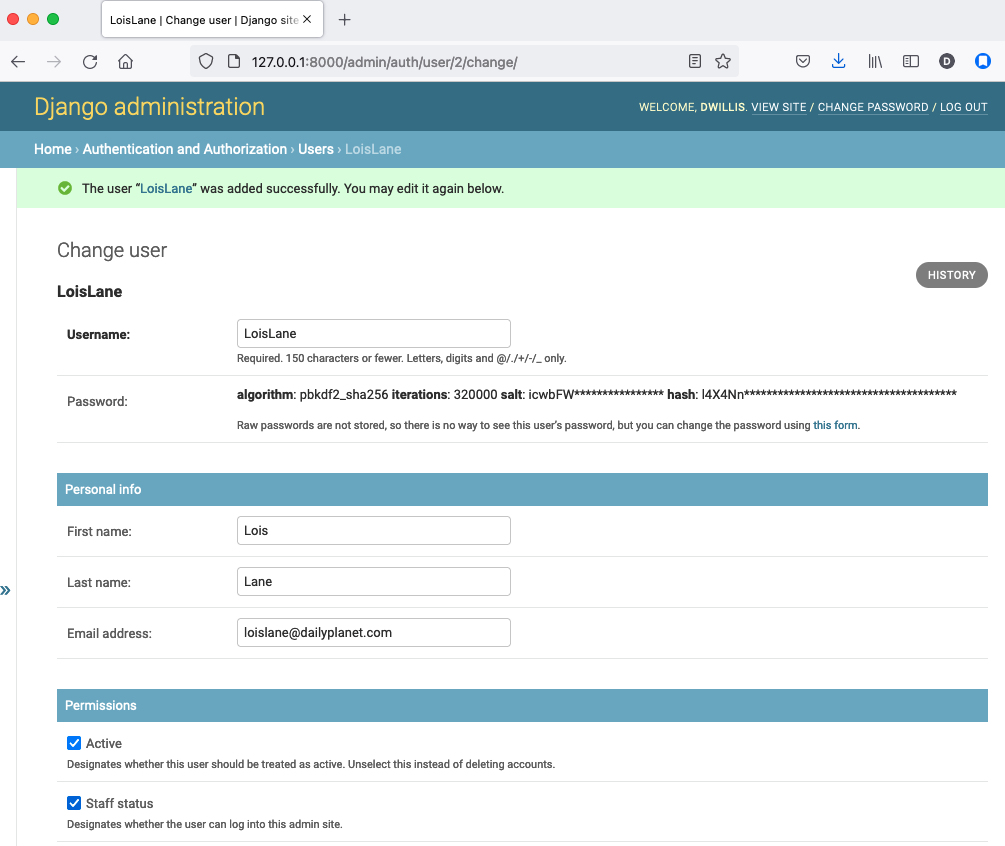 LoisLane | Change user | Django site
127.0.0.1:8000/admin/auth/user/2/change/
D
Django administration
WELCOME, DWILLIS. VIEW SITE / CHANGE PASSWORD / LOG OUT
Home › Authentication and Authorization › Users › LoisLane
The user “LoisLane” was added successfully. You may edit it again below.
Change user
HISTORY
LoisLane
Username: LoisLane
Required. 150 characters or fewer. Letters, digits and @/./+/-/_ only.
Password: algorithm: pbkdf2_sha256 iterations: 320000 salt: icwbFW**************** hash: l4X4Nn**************************************
Raw passwords are not stored, so there is no way to see this user’s password, but you can change the password using this form.
Personal info
First name: Lois
Last name: Lane
Email address: loislane@dailyplanet.com
»
Permissions
Active
Designates whether this user should be treated as active. Unselect this instead of deleting accounts.
Staff status
Designates whether the user can log into this admin site.